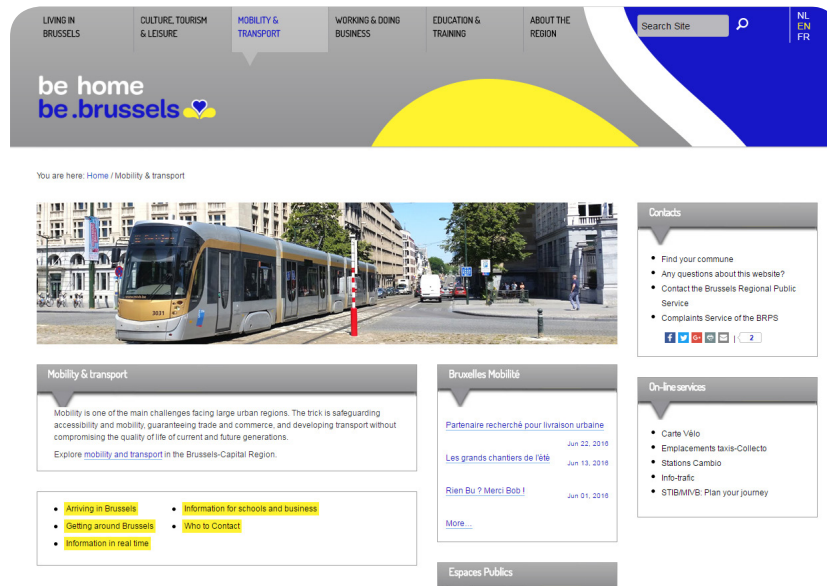 LIVING IN
BRUSSELS
CULTURE, TOURISM
& LEISURE
MOBILITY &
TRANSPORT
WORKING & DOING
BUSINESS
EDUCATION &
TRAINING
ABOUT THE
REGION
Search Site
NL
EN
FR
be home
be.brussels
You are here: Home / Mobility & transport
3031
Mobility & transport
Mobility is one of the main challenges facing large urban regions. The trick is safeguarding
accessibility and mobility, guaranteeing trade and commerce, and developing transport without
compromising the quality of life of current and future generations.
Explore mobility and transport in the Brussels-Capital Region.
Arriving in Brussels
Getting around Brussels
Information in real time
Information for schools and business
Who to Contact
Bruxelles Mobilité
Partenaire recherché pour livraison urbaine
Jun 22, 2016
Les grands chantiers de l'été
Jun 13, 2016
Rien Bu ? Merci Bob !
Jun 01, 2016
More…
Espaces Publics
Contacts
Find your commune
Any questions about this website?
Contact the Brussels Regional Public
Service
Complaints Service of the BRPS
2
On-line services
Carte Vélo
Emplacements taxis-Collecto
Stations Cambio
Info-trafic
STIB/MIVB: Plan your journey